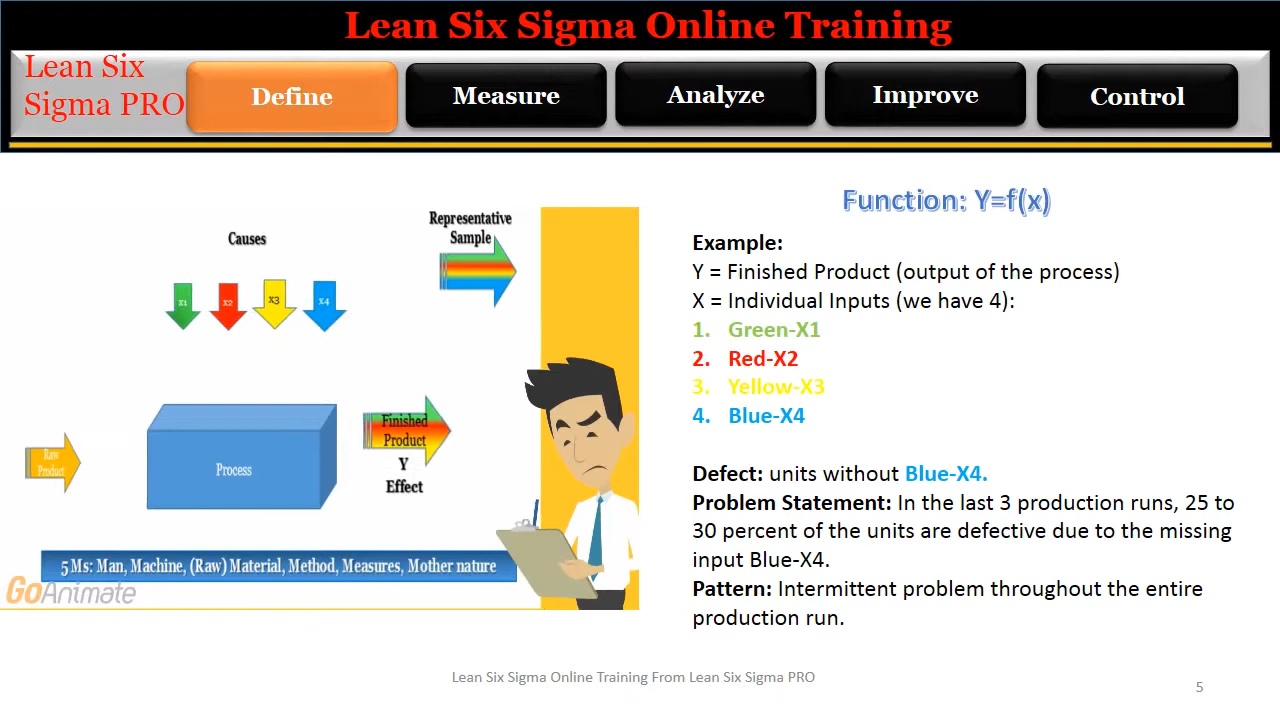 Lean Six Sigma Online Training
Lean Six
Sigma PRO
Define
Measure
Analyze
Improve
Control
Causes
Representative
Sample
x1
x2
x3
x4
Raw
Product
Process
Finished
Product
Y
Effect
5 Ms: Man, Machine, (Raw) Material, Method, Measures, Mother nature
GoAnimate
Function: Y=f(x)
Example:
Y = Finished Product (output of the process)
X = Individual Inputs (we have 4):
1. Green-X1
2. Red-X2
3. Yellow-X3
4. Blue-X4
Defect: units without Blue-X4.
Problem Statement: In the last 3 production runs, 25 to
30 percent of the units are defective due to the missing
input Blue-X4.
Pattern: Intermittent problem throughout the entire
production run.
Lean Six Sigma Online Training From Lean Six Sigma PRO
5